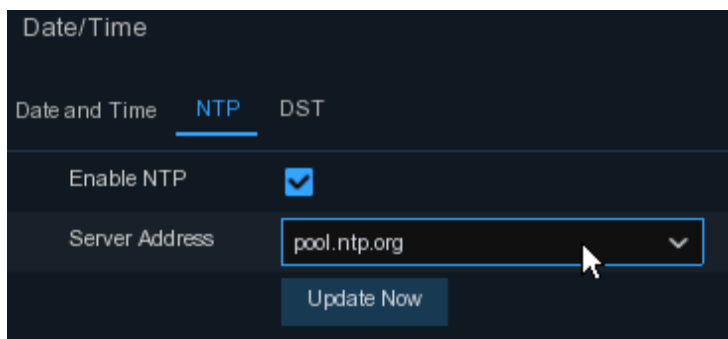 Date/Time
Date and Time NTP DST
Enable NTP
Server Address pool.ntp.org
Update Now